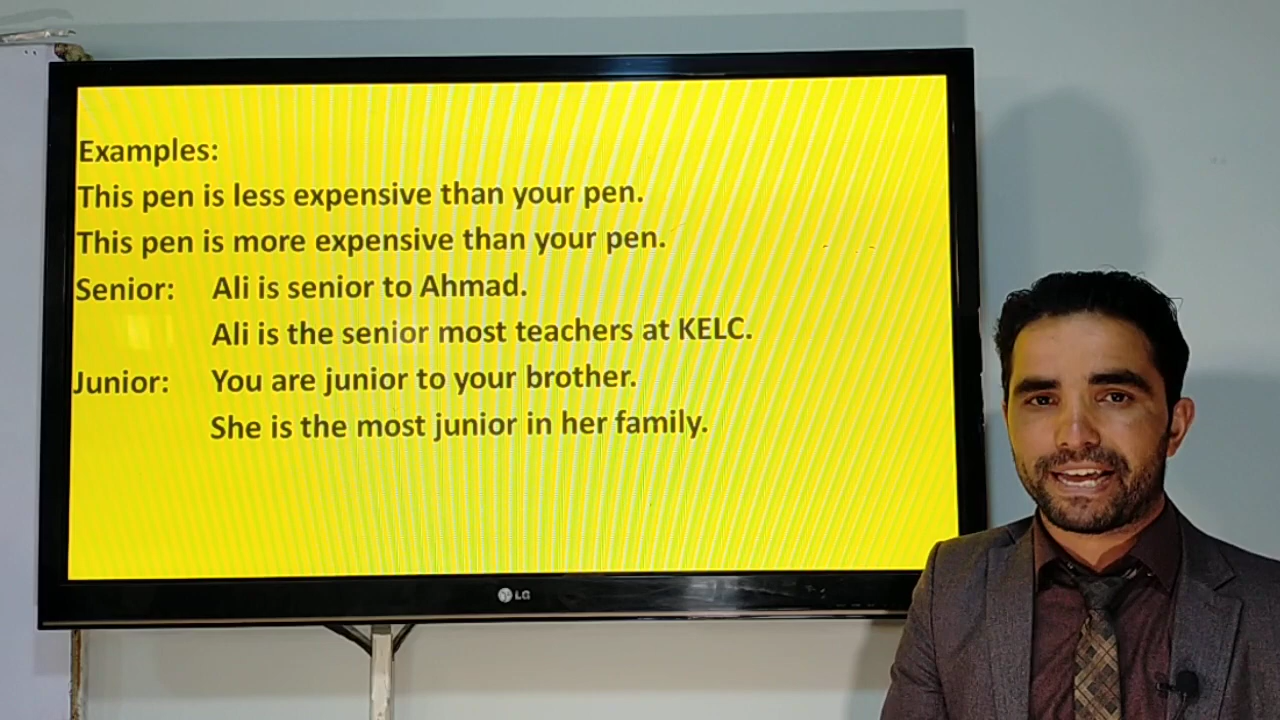 Examples:
This pen is less expensive than your pen.
This pen is more expensive than your pen.
Senior: Ali is senior to Ahmad.
Ali is the senior most teachers at KELC.
Junior: You are junior to your brother.
She is the most junior in her family.
LG